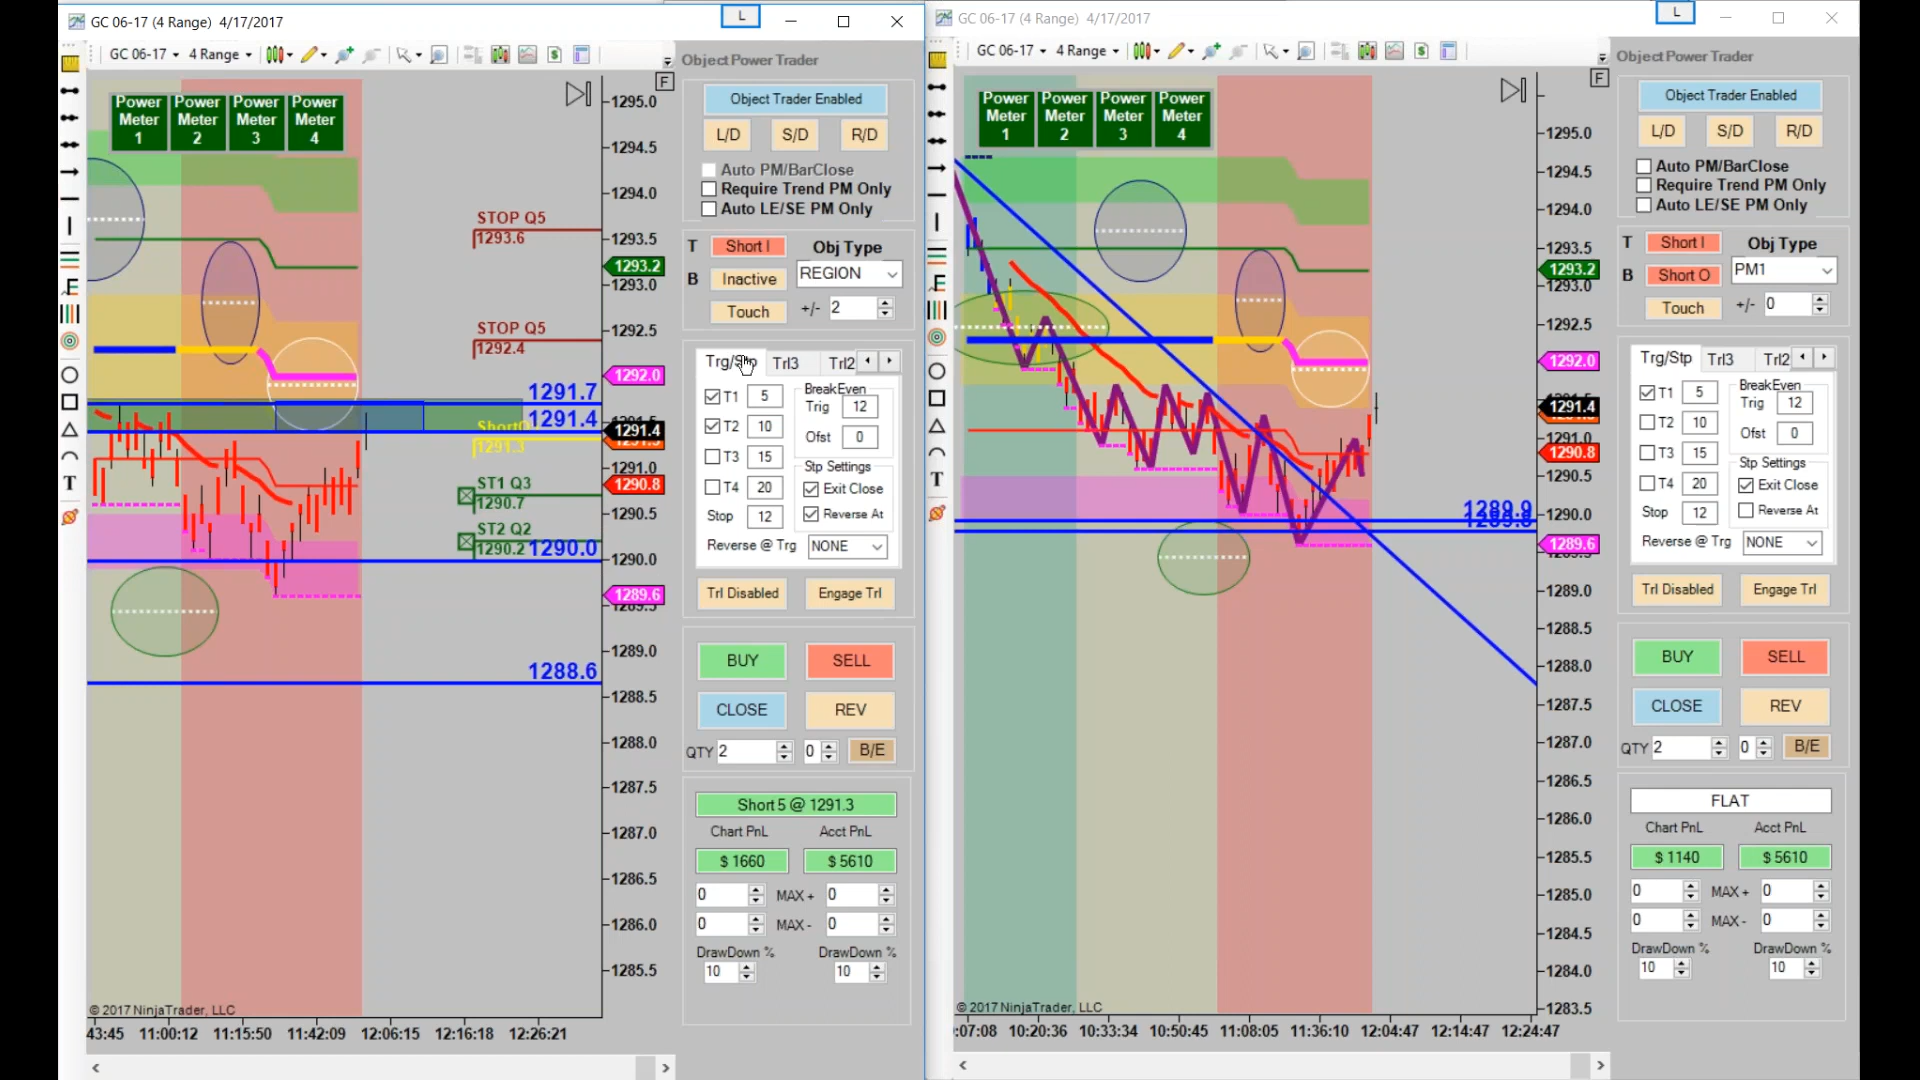 GC 06-17 (4 Range) 4/17/2017
L
GC 06-17 4 Range
F
Power Meter 1
Power Meter 2
Power Meter 3
Power Meter 4
STOP Q5
1293.6
STOP Q5
1292.4
1291.7
1291.4
ShortO
1291.3
ST1 Q3
1290.7
ST2 Q2
1290.2
1290.0
1288.6
1295.0
1294.5
1294.0
1293.5
1293.2
1293.0
1292.5
1292.0
1291.4
1291.0
1290.8
1290.5
1290.0
1289.6
1289.5
1289.0
1288.5
1288.0
1287.5
1287.0
1286.5
1286.0
1285.5
© 2017 NinjaTrader, LLC
43:45 11:00:12 11:15:50 11:42:09 12:06:15 12:16:18 12:26:21
Object Power Trader
Object Trader Enabled
L/D S/D R/D
Auto PM/BarClose
Require Trend PM Only
Auto LE/SE PM Only
T Short I Obj Type
B Inactive REGION
Touch +/- 2
Trg/Stp Trl3 Trl2
T1 5
T2 10
T3 15
T4 20
Stop 12
BreakEven
Trig 12
Ofst 0
Stp Settings
Exit Close
Reverse At
Reverse @ Trg NONE
Trl Disabled Engage Trl
BUY SELL
CLOSE REV
QTY 2 0 B/E
Short 5 @ 1291.3
Chart PnL Acct PnL
$ 1660 $ 5610
0 MAX + 0
0 MAX - 0
DrawDown % DrawDown %
10 10
GC 06-17 (4 Range) 4/17/2017
L
GC 06-17 4 Range
F
Power Meter 1
Power Meter 2
Power Meter 3
Power Meter 4
1289.9
1295.0
1294.5
1294.0
1293.5
1293.2
1293.0
1292.5
1292.0
1291.4
1291.0
1290.8
1290.5
1290.0
1289.6
1289.0
1288.5
1288.0
1287.5
1287.0
1286.5
1286.0
1285.5
1285.0
1284.5
1284.0
1283.5
© 2017 NinjaTrader, LLC
:07:08 10:20:36 10:33:34 10:50:45 11:08:05 11:36:10 12:04:47 12:14:47 12:24:47
Object Power Trader
Object Trader Enabled
L/D S/D R/D
Auto PM/BarClose
Require Trend PM Only
Auto LE/SE PM Only
T Short I Obj Type
B Short O PM1
Touch +/- 0
Trg/Stp Trl3 Trl2
T1 5
T2 10
T3 15
T4 20
Stop 12
BreakEven
Trig 12
Ofst 0
Stp Settings
Exit Close
Reverse At
Reverse @ Trg NONE
Trl Disabled Engage Trl
BUY SELL
CLOSE REV
QTY 2 0 B/E
FLAT
Chart PnL Acct PnL
$ 1140 $ 5610
0 MAX + 0
0 MAX - 0
DrawDown % DrawDown %
10 10